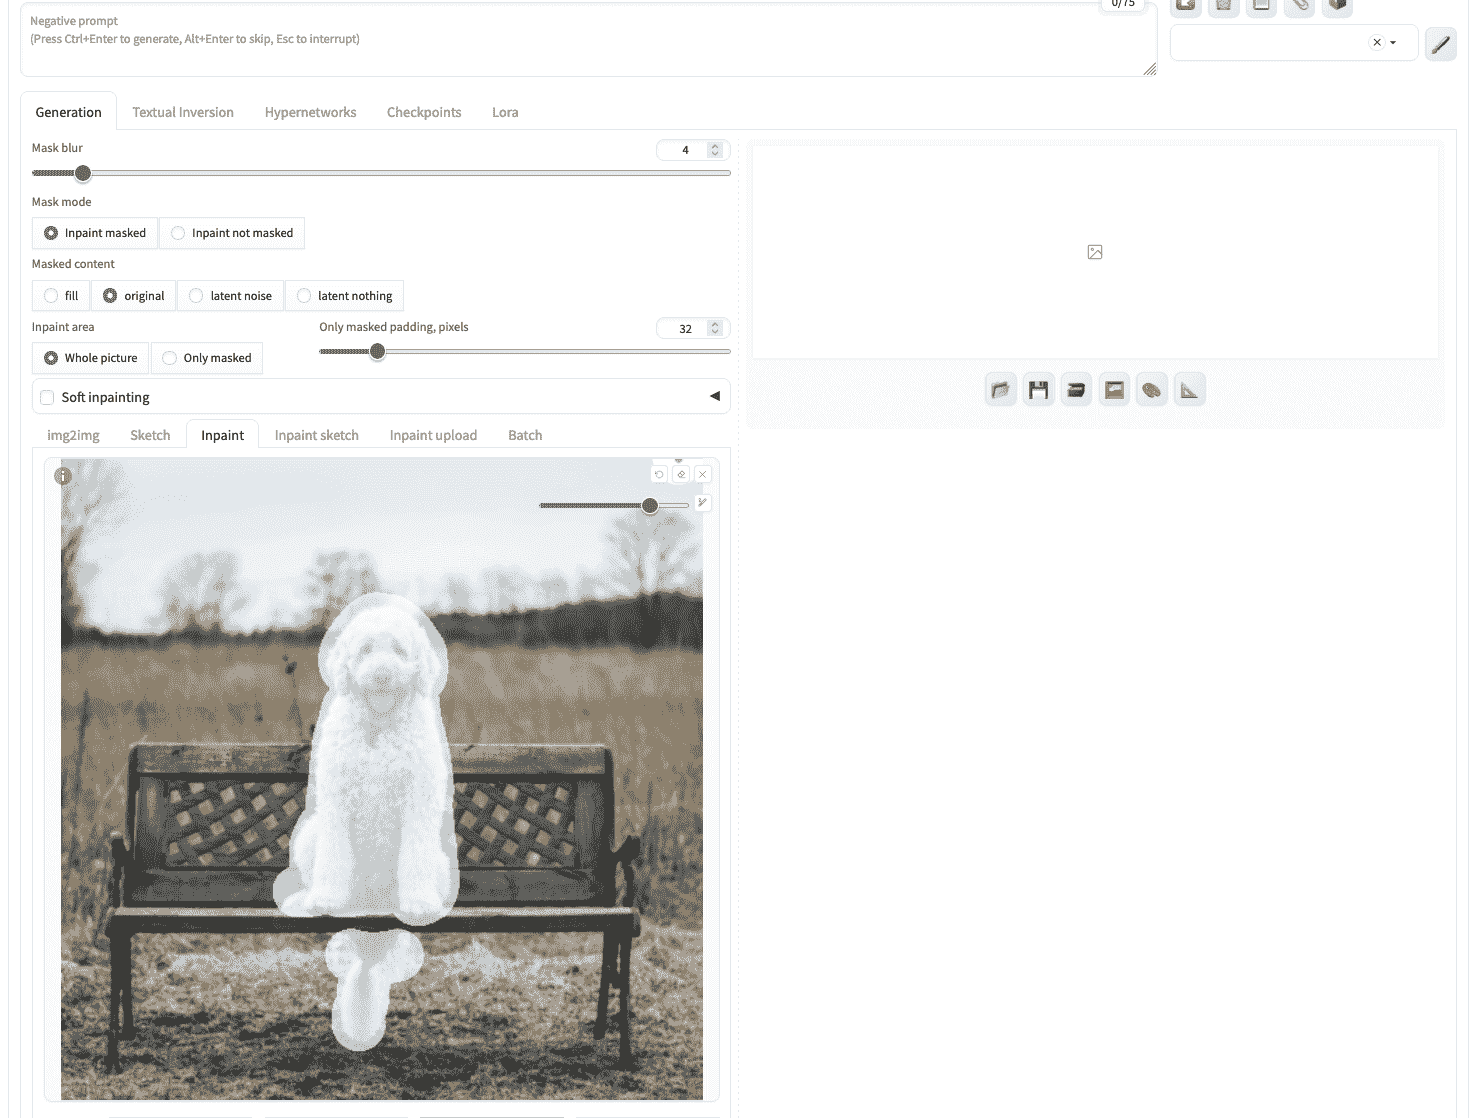 0/75
Negative prompt
(Press Ctrl+Enter to generate, Alt+Enter to skip, Esc to interrupt)
Generation Textual Inversion Hypernetworks Checkpoints Lora
Mask blur 4
Mask mode
Inpaint masked Inpaint not masked
Masked content
fill original latent noise latent nothing
Inpaint area Only masked padding, pixels 32
Whole picture Only masked
Soft inpainting
img2img Sketch Inpaint Inpaint sketch Inpaint upload Batch